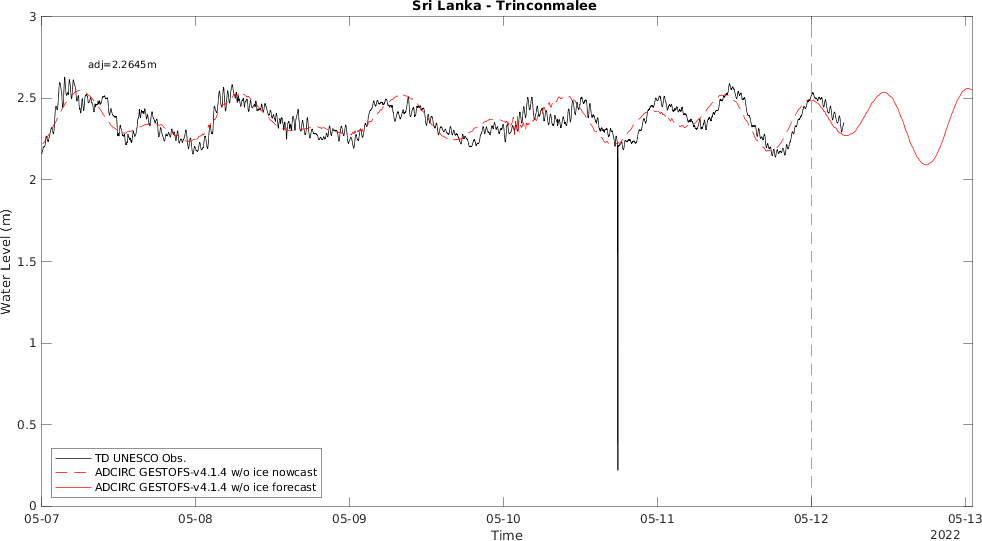 Sri Lanka - Trinconmalee
3
adj=2.2645m
2.5
2
1.5
1
0.5
0
Water Level (m)
TD UNESCO Obs.
ADCIRC GESTOFS-v4.1.4 w/o ice nowcast
ADCIRC GESTOFS-v4.1.4 w/o ice forecast
05-07 05-08 05-09 05-10 05-11 05-12 05-13
Time
2022